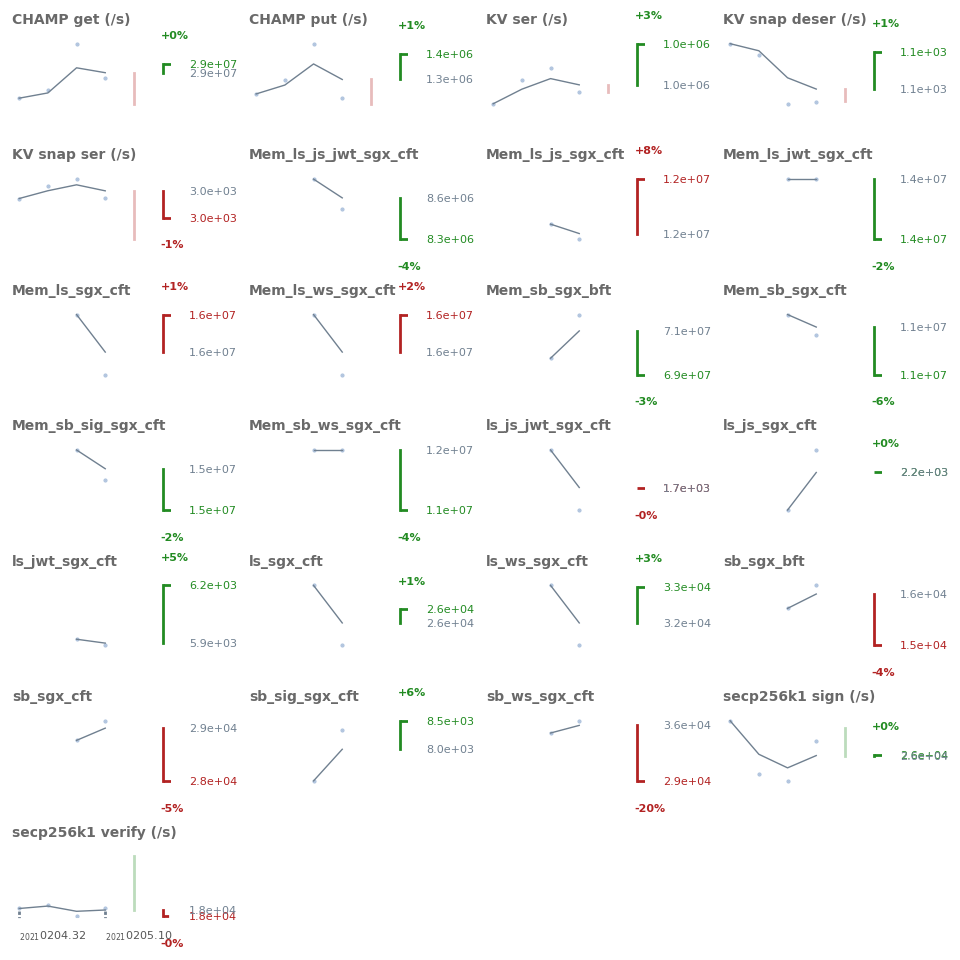 CHAMP get (/s)
+0%
2.9e+07
2.9e+07
CHAMP put (/s)
+1%
1.4e+06
1.3e+06
KV ser (/s)
+3%
1.0e+06
1.0e+06
KV snap deser (/s)
+1%
1.1e+03
1.1e+03
KV snap ser (/s)
3.0e+03
3.0e+03
-1%
Mem_ls_js_jwt_sgx_cft
8.6e+06
8.3e+06
-4%
Mem_ls_js_sgx_cft
+8%
1.2e+07
1.2e+07
Mem_ls_jwt_sgx_cft
1.4e+07
1.4e+07
-2%
Mem_ls_sgx_cft
+1%
1.6e+07
1.6e+07
Mem_ls_ws_sgx_cft
+2%
1.6e+07
1.6e+07
Mem_sb_sgx_bft
7.1e+07
6.9e+07
-3%
Mem_sb_sgx_cft
1.1e+07
1.1e+07
-6%
Mem_sb_sig_sgx_cft
1.5e+07
1.5e+07
-2%
Mem_sb_ws_sgx_cft
1.2e+07
1.1e+07
-4%
ls_js_jwt_sgx_cft
1.7e+03
-0%
ls_js_sgx_cft
+0%
2.2e+03
ls_jwt_sgx_cft
+5%
6.2e+03
5.9e+03
ls_sgx_cft
+1%
2.6e+04
2.6e+04
ls_ws_sgx_cft
+3%
3.3e+04
3.2e+04
sb_sgx_bft
1.6e+04
1.5e+04
-4%
sb_sgx_cft
2.9e+04
2.8e+04
-5%
sb_sig_sgx_cft
+6%
8.5e+03
8.0e+03
sb_ws_sgx_cft
3.6e+04
2.9e+04
-20%
secp256k1 sign (/s)
+0%
2.6e+04
secp256k1 verify (/s)
1.8e+04
1.8e+04
-0%
20210204.32
20210205.10